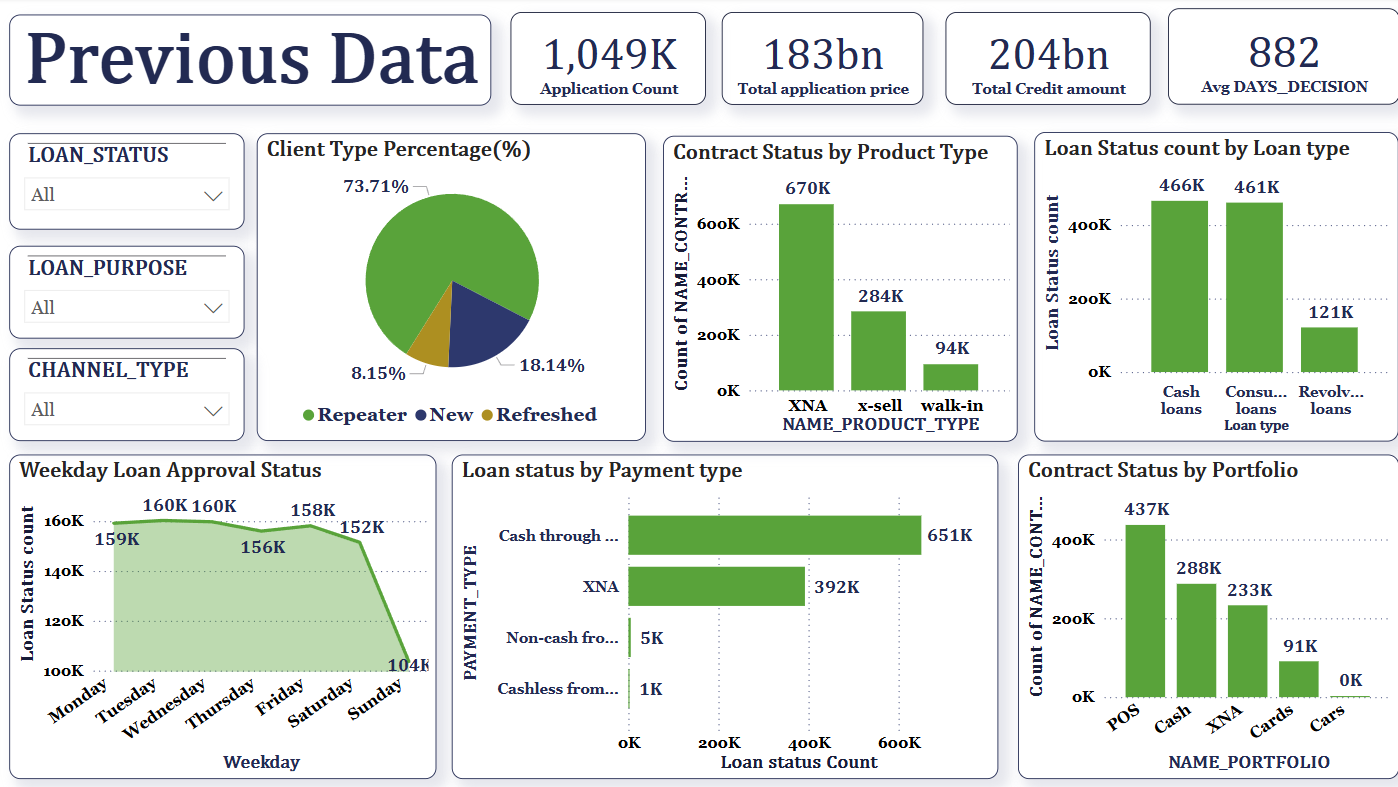 Previous Data
1,049K
Application Count
183bn
Total application price
204bn
Total Credit amount
882
Avg DAYS_DECISION
LOAN_STATUS
All
LOAN_PURPOSE
All
CHANNEL_TYPE
All
Client Type Percentage(%)
73.71%
8.15%
18.14%
Repeater New Refreshed
Contract Status by Product Type
Count of NAME_CONTR...
600K
400K
200K
0K
670K
284K
94K
XNA x-sell walk-in
NAME_PRODUCT_TYPE
Loan Status count by Loan type
Loan Status count
400K
200K
0K
466K
461K
121K
Cash
loans
Consu...
loans
Revolv...
loans
Loan type
Weekday Loan Approval Status
Loan Status count
160K
140K
120K
100K
159K
160K
160K
156K
158K
152K
104K
Monday
Tuesday
Wednesday
Thursday
Friday
Saturday
Sunday
Weekday
Loan status by Payment type
PAYMENT_TYPE
Cash through ...
651K
XNA
392K
Non-cash fro...
5K
Cashless from...
1K
0K 200K 400K 600K
Loan status Count
Contract Status by Portfolio
Count of NAME_CONT...
400K
200K
0K
437K
288K
233K
91K
0K
POS
Cash
XNA
Cards
Cars
NAME_PORTFOLIO